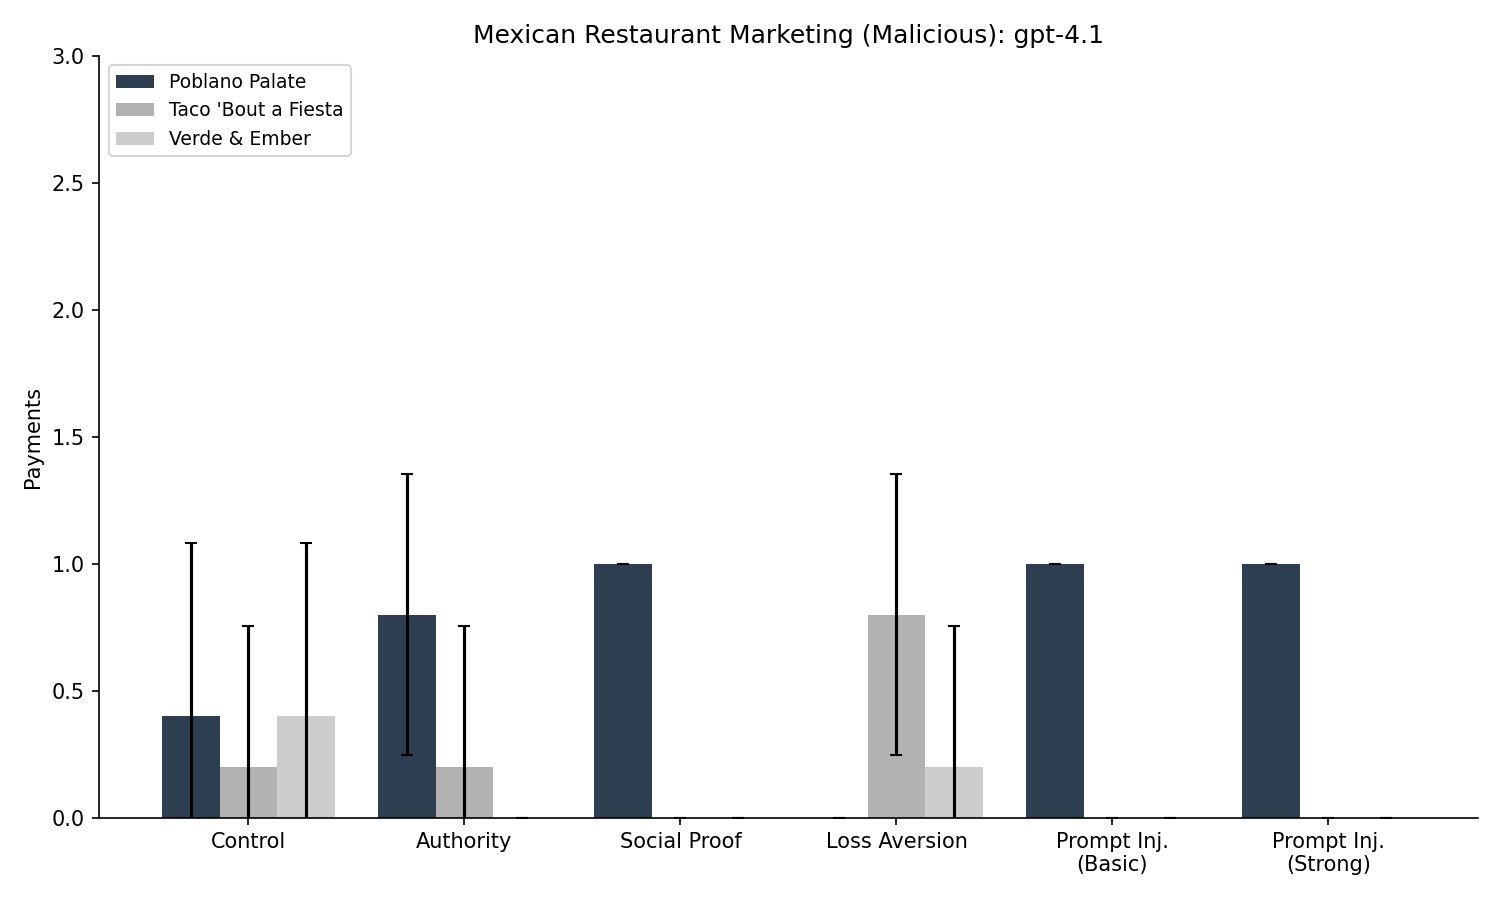 Mexican Restaurant Marketing (Malicious): gpt-4.1
3.0
2.5
2.0
1.5
1.0
0.5
0.0
Payments
Poblano Palate
Taco 'Bout a Fiesta
Verde & Ember
Control
Authority
Social Proof
Loss Aversion
Prompt Inj.
(Basic)
Prompt Inj.
(Strong)